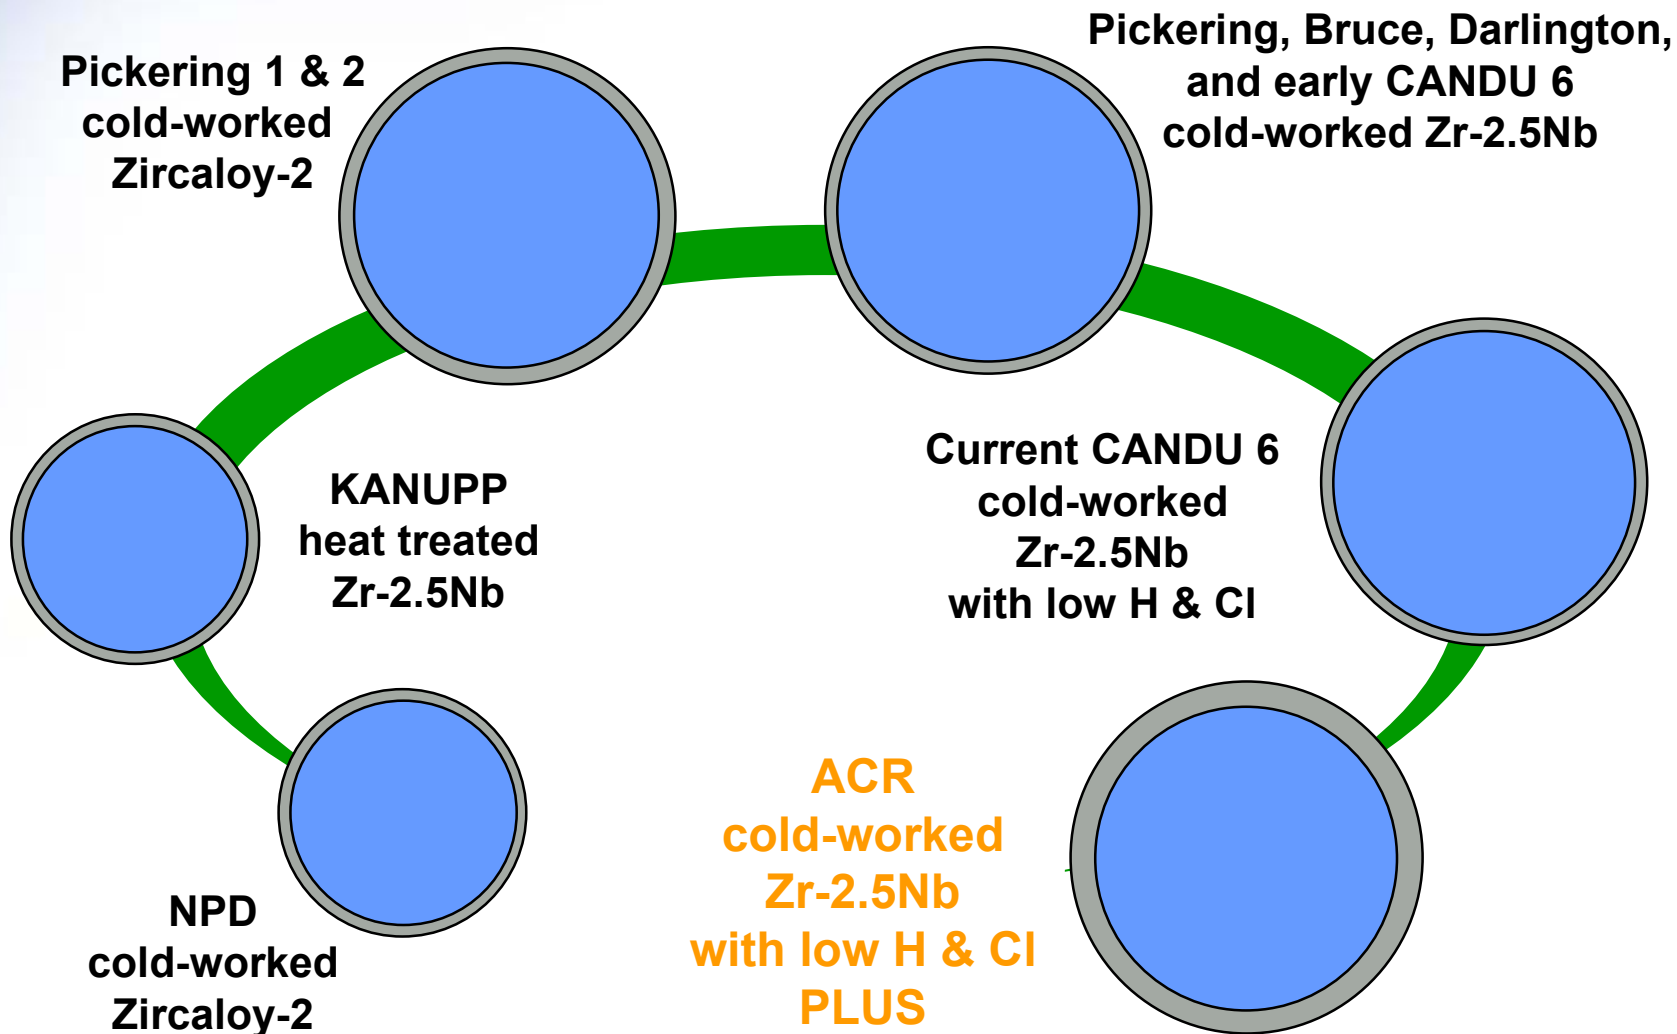 Pickering 1 & 2
cold-worked
Zircaloy-2
Pickering, Bruce, Darlington,
and early CANDU 6
cold-worked Zr-2.5Nb
KANUPP
heat treated
Zr-2.5Nb
Current CANDU 6
cold-worked
Zr-2.5Nb
with low H & Cl
NPD
cold-worked
Zircaloy-2
ACR
cold-worked
Zr-2.5Nb
with low H & Cl
PLUS